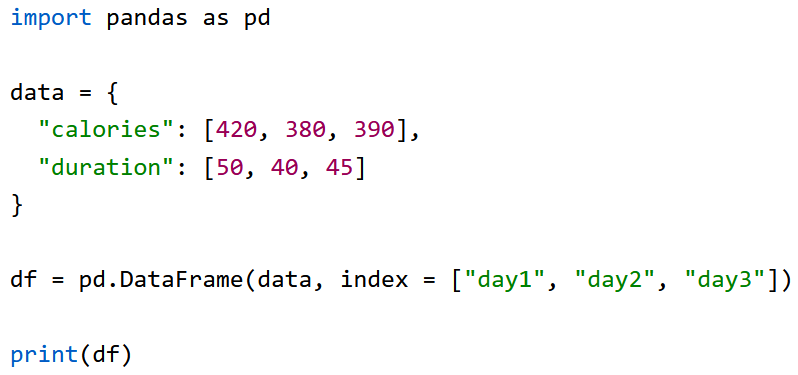 import pandas as pd

data = {
  "calories": [420, 380, 390],
  "duration": [50, 40, 45]
}

df = pd.DataFrame(data, index = ["day1", "day2", "day3"])

print(df)